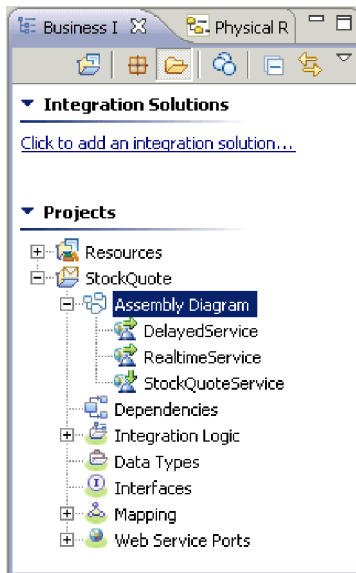 Business I Physical R
Integration Solutions
Click to add an integration solution...
Projects
Resources
StockQuote
Assembly Diagram
DelayedService
RealtimeService
StockQuoteService
Dependencies
Integration Logic
Data Types
Interfaces
Mapping
Web Service Ports